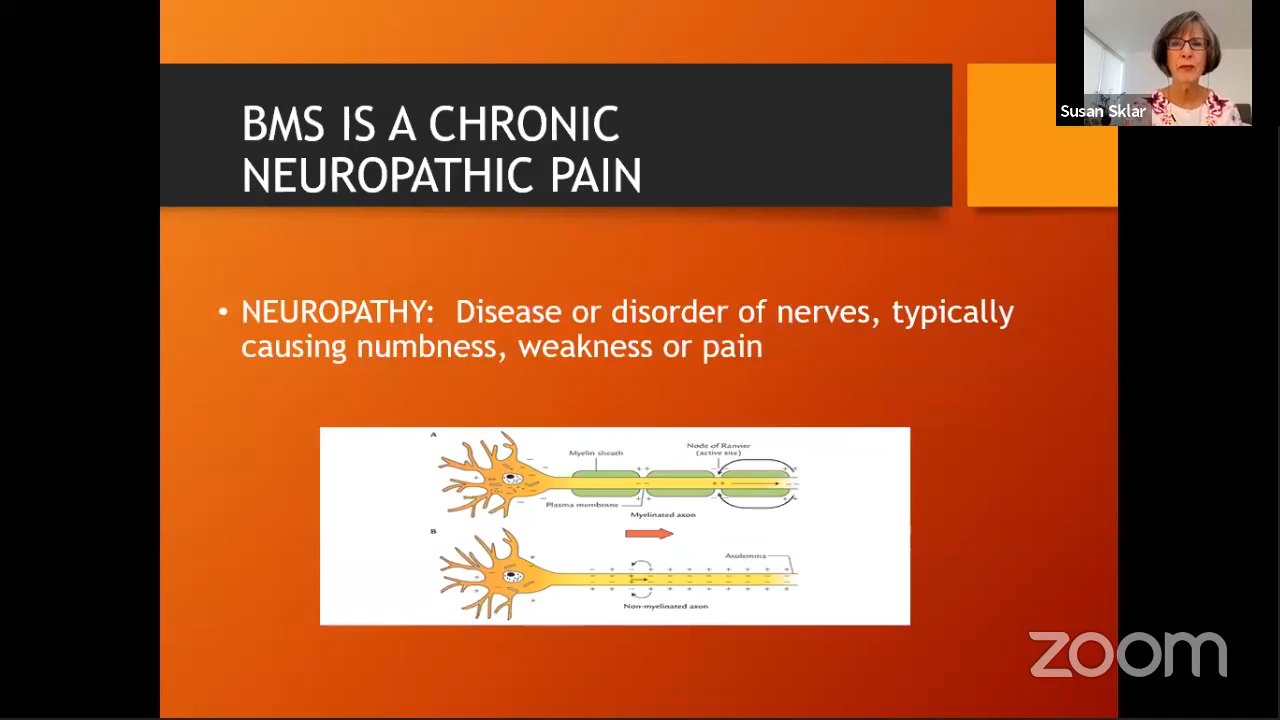 Susan Sklar
BMS IS A CHRONIC
NEUROPATHIC PAIN
• NEUROPATHY: Disease or disorder of nerves, typically
causing numbness, weakness or pain
A
Myelin sheath
Node of Ranvier
(active site)
Plasma membrane
Myelinated axon
B
Axolemma
Non-myelinated axon
zoom